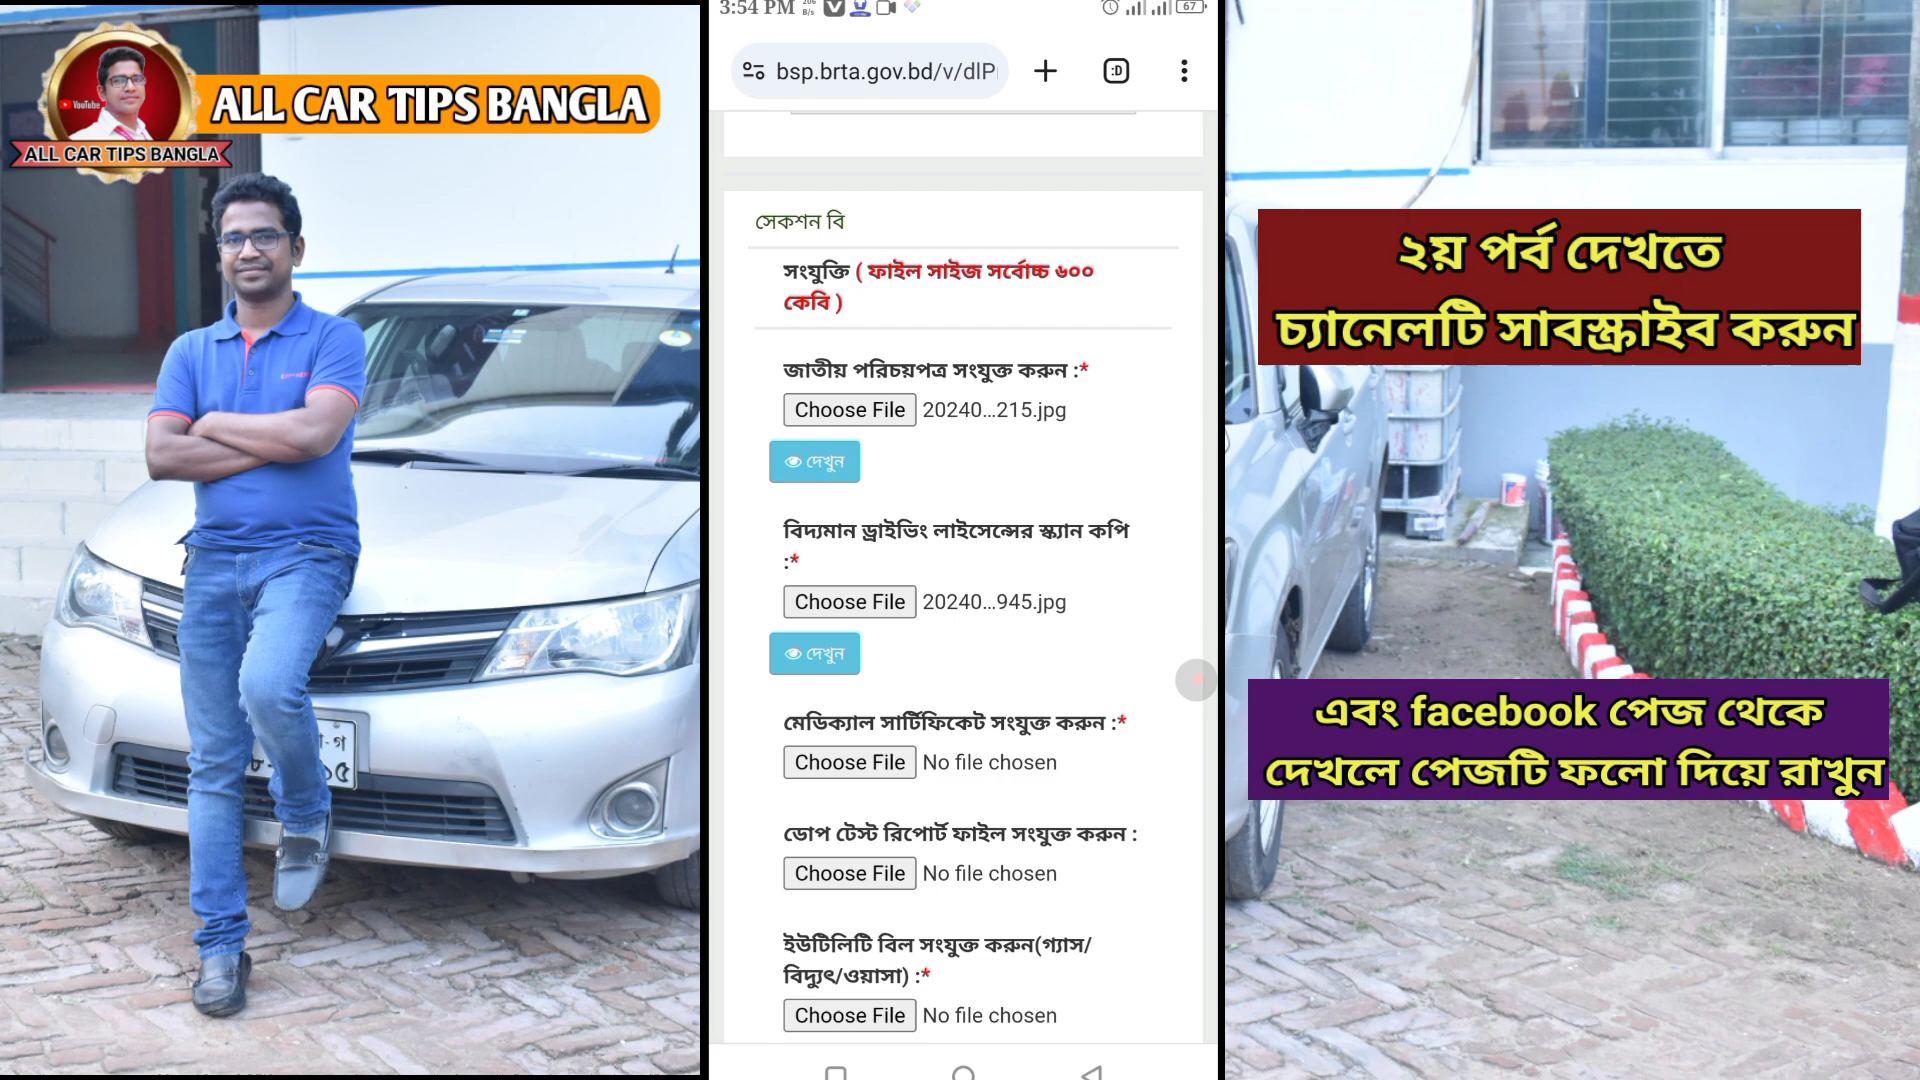 YouTube
ALL CAR TIPS BANGLA
ALL CAR TIPS BANGLA
3:54 PM
206 B/s
67
bsp.brta.gov.bd/v/dlP
:D
সেকশন বি
সংযুক্তি ( ফাইল সাইজ সর্বোচ্চ ৬০০
কেবি )
জাতীয় পরিচয়পত্র সংযুক্ত করুন :*
Choose File 20240...215.jpg
দেখুন
বিদ্যমান ড্রাইভিং লাইসেন্সের স্ক্যান কপি
:*
Choose File 20240...945.jpg
দেখুন
মেডিক্যাল সার্টিফিকেট সংযুক্ত করুন :*
Choose File No file chosen
ডোপ টেস্ট রিপোর্ট ফাইল সংযুক্ত করুন :
Choose File No file chosen
ইউটিলিটি বিল সংযুক্ত করুন(গ্যাস/
বিদ্যুৎ/ওয়াসা) :*
Choose File No file chosen
২য় পর্ব দেখতে
চ্যানেলটি সাবস্ক্রাইব করুন
এবং facebook পেজ থেকে
দেখলে পেজটি ফলো দিয়ে রাখুন